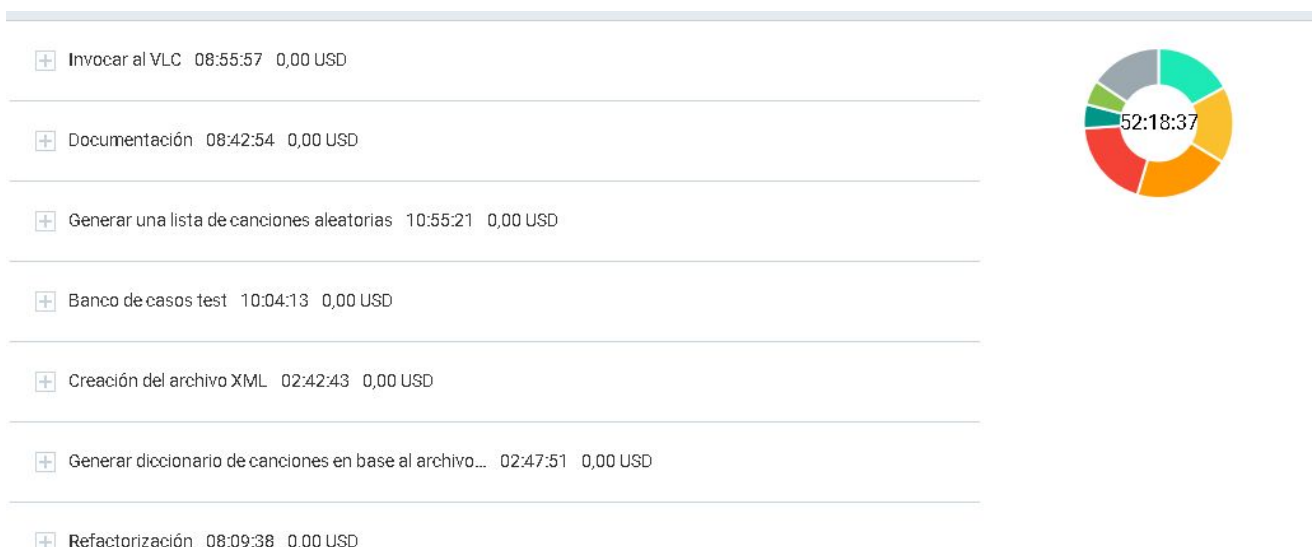 Invocar al VLC 08:55:57 0,00 USD
52:18:37
Documentación 08:42:54 0,00 USD
Generar una lista de canciones aleatorias 10:55:21 0,00 USD
Banco de casos test 10:04:13 0,00 USD
Creación del archivo XML 02:42:43 0,00 USD
Generar diccionario de canciones en base al archivo... 02:47:51 0,00 USD
Refactorización 08:09:38 0,00 USD